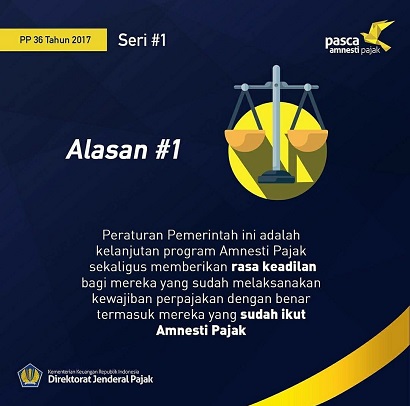 PP 36 Tahun 2017
Seri #1
pasca
amnesti pajak
Alasan #1
Peraturan Pemerintah ini adalah
kelanjutan program Amnesti Pajak
sekaligus memberikan rasa keadilan
bagi mereka yang sudah melaksanakan
kewajiban perpajakan dengan benar
termasuk mereka yang sudah ikut
Amnesti Pajak
Kementerian Keuangan Republik Indonesia
Direktorat Jenderal Pajak